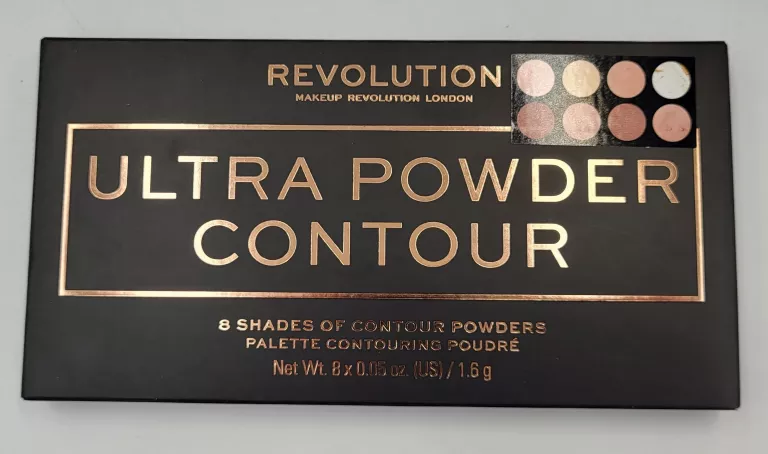 REVOLUTION
MAKEUP REVOLUTION LONDON
ULTRA POWDER
CONTOUR
8 SHADES OF CONTOUR POWDERS
PALETTE CONTOURING POUDRÉ
Net Wt. 8 x 0.05 oz. (US) / 1.6 g